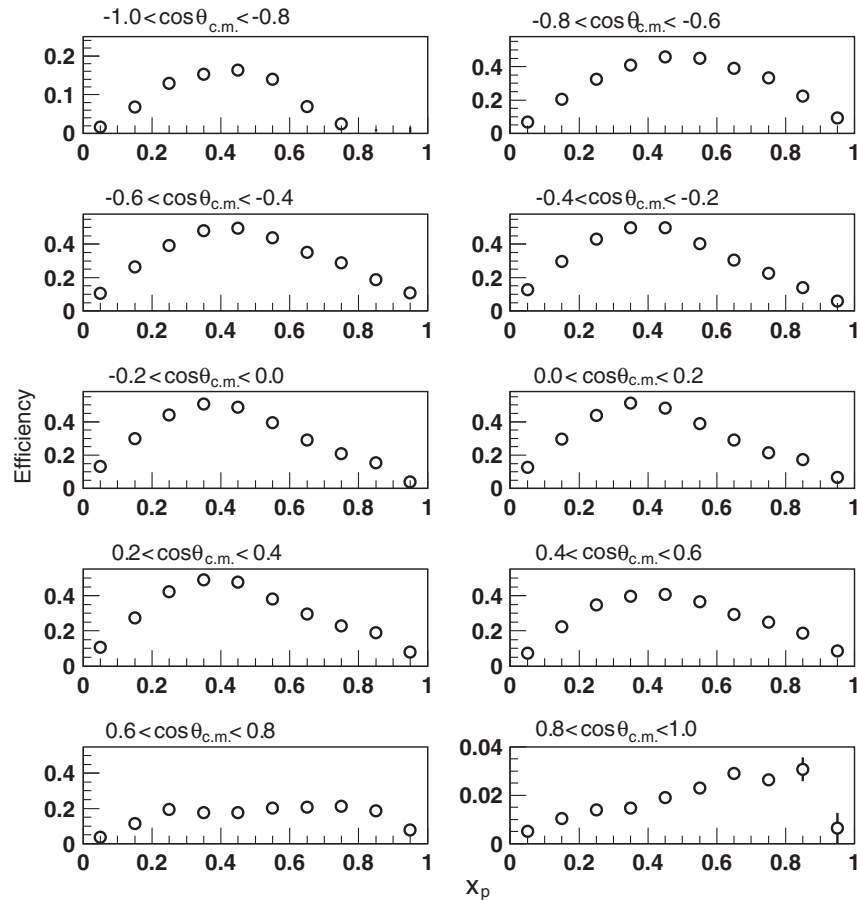 -1.0<cosθc.m.<-0.8
0.2
0.1
0
0.2 0.4 0.6 0.8 1
-0.8<cosθc.m.<-0.6
0.4
0.2
0
0 0.2 0.4 0.6 0.8 1
-0.6<cosθc.m.<-0.4
0.4
0.2
0
0 0.2 0.4 0.6 0.8 1
-0.4<cosθc.m.<-0.2
0.4
0.2
0
0 0.2 0.4 0.6 0.8 1
Efficiency
-0.2<cosθc.m.<0.0
0.4
0.2
0
0 0.2 0.4 0.6 0.8 1
0.0<cosθc.m.<0.2
0.4
0.2
0
0 0.2 0.4 0.6 0.8 1
0.2<cosθc.m.<0.4
0.4
0.2
0
0 0.2 0.4 0.6 0.8 1
0.4<cosθc.m.<0.6
0.4
0.2
0
0 0.2 0.4 0.6 0.8 1
0.6<cosθc.m.<0.8
0.4
0.2
0
0 0.2 0.4 0.6 0.8 1
0.8<cosθc.m.<1.0
0.04
0.02
0
0 0.2 0.4 0.6 0.8 1
xp